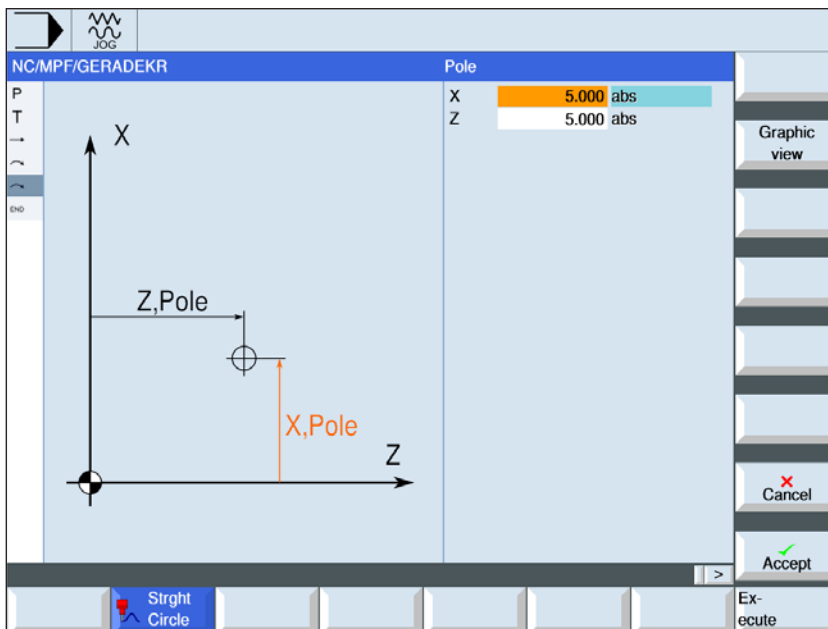 JOG
NC/MPF/GERADEKR
Pole
P
T
END
X
Z,Pole
X,Pole
Z
X 5.000 abs
Z 5.000 abs
Graphic
view
Cancel
Accept
>
Strght
Circle
Ex-
ecute